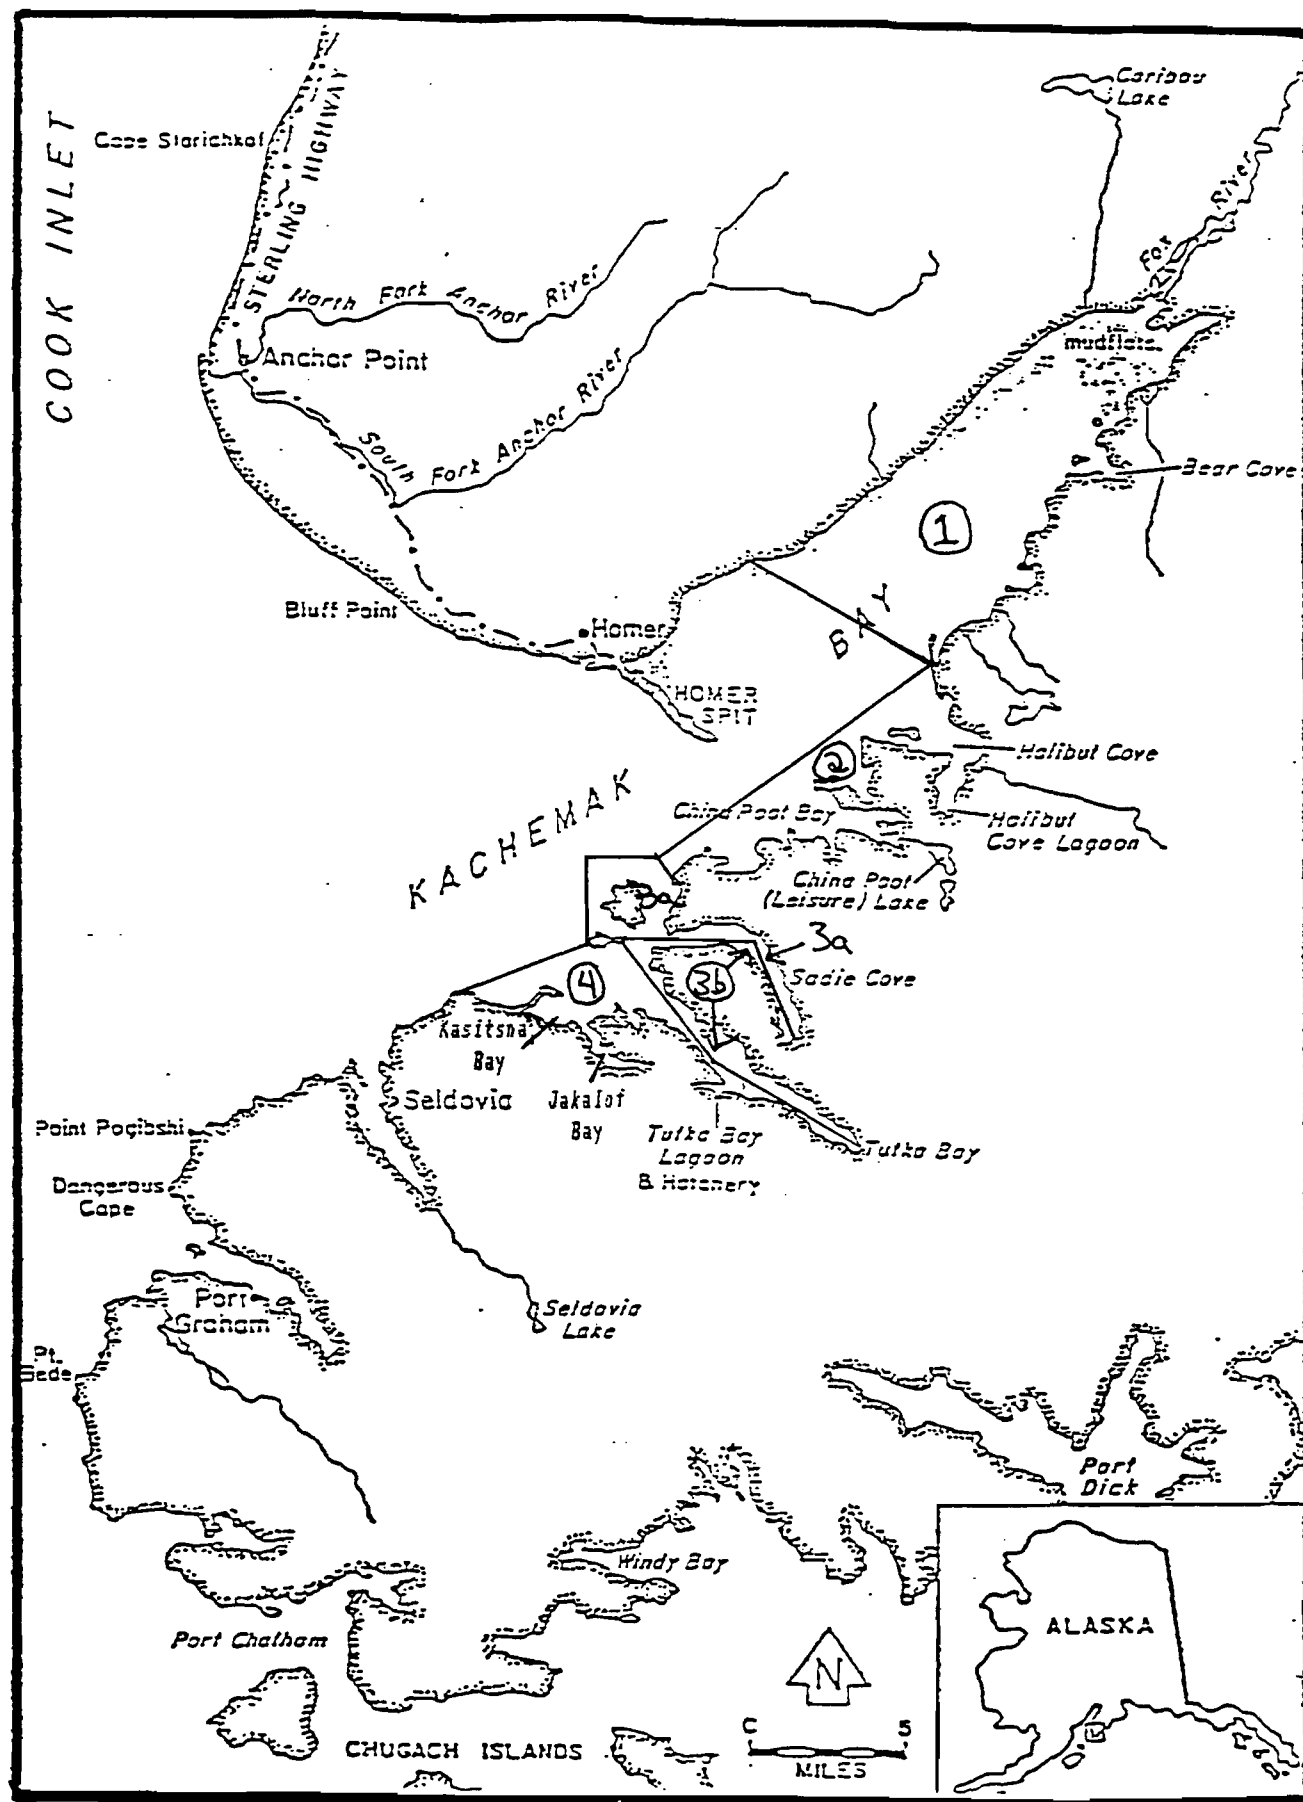 Caribou
Lake
COOK INLET
Cape Starichkof
STERLING HIGHWAY
Fox River
North Fork Anchor River
Anchor Point
mudflats
South Fork Anchor River
Bear Cove
1
Bluff Point
Homer
BAY
HOMER
SPIT
2
Halibut Cove
KACHEMAK
China Poot Bay
Halibut
Cove Lagoon
China Poot
(Leisure) Lake
3a
3a
Sadie Cove
4
3b
Kasitsna
Bay
Seldovia
Jakalof
Bay
Point Pogibshi
Tutka Bay
Lagoon
& Hatchery
Tutka Bay
Dangerous
Cape
Port
Graham
Seldovia
Lake
Pt.
Bede
Port
Dick
Windy Bay
ALASKA
Port Chatham
N
CHUGACH ISLANDS
0 5
MILES